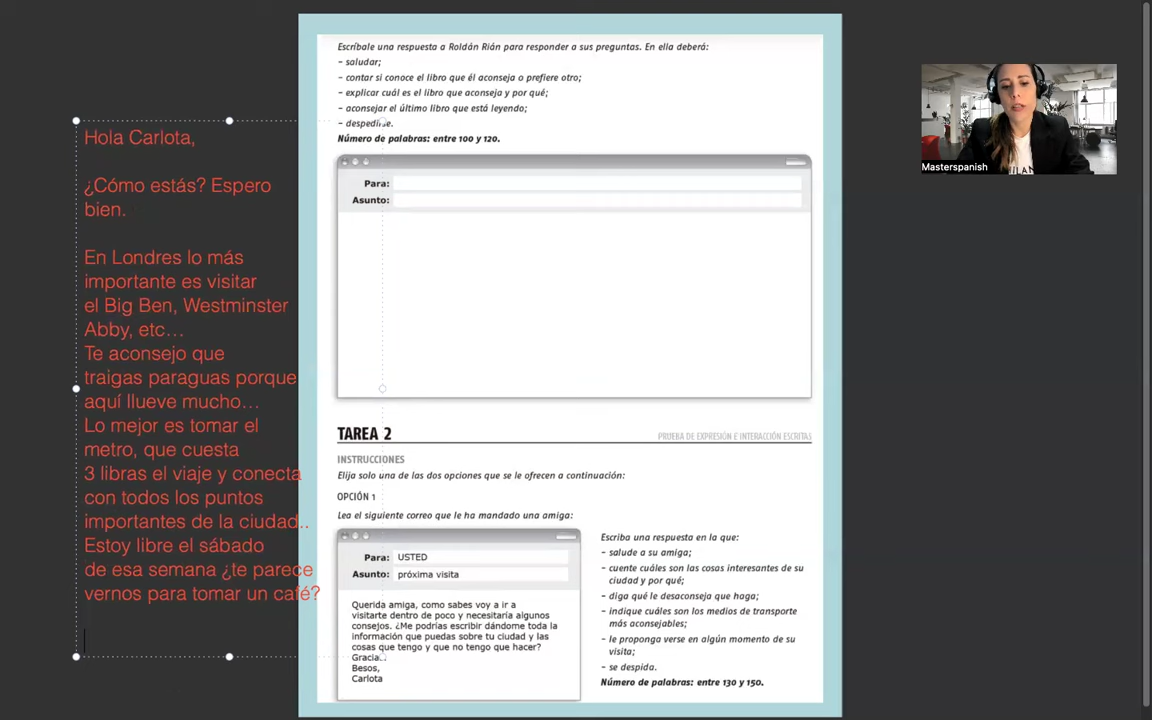 Escríbale una respuesta a Roldán Rián para responder a sus preguntas. En ella deberá:
– saludar;
– contar si conoce el libro que él aconseja o prefiere otro;
– explicar cuál es el libro que aconseja y por qué;
– aconsejar el último libro que está leyendo;
– despedirse.
Número de palabras: entre 100 y 120.
Para:
Asunto:
Hola Carlota,
¿Cómo estás? Espero
bien.
En Londres lo más
importante es visitar
el Big Ben, Westminster
Abby, etc…
Te aconsejo que
traigas paraguas porque
aquí llueve mucho…
Lo mejor es tomar el
metro, que cuesta
3 libras el viaje y conecta
con todos los puntos
importantes de la ciudad..
Estoy libre el sábado
de esa semana ¿te parece
vernos para tomar un café?
TAREA 2
PRUEBA DE EXPRESIÓN E INTERACCIÓN ESCRITAS
INSTRUCCIONES
Elija solo una de las dos opciones que se le ofrecen a continuación:
OPCIÓN 1
Lea el siguiente correo que le ha mandado una amiga:
Para: USTED
Asunto: próxima visita
Querida amiga, como sabes voy a ir a
visitarte dentro de poco y necesitaría algunos
consejos. ¿Me podrías escribir dándome toda la
información que puedas sobre tu ciudad y las
cosas que tengo y que no tengo que hacer?
Gracias.
Besos,
Carlota
Escriba una respuesta en la que:
– salude a su amiga;
– cuente cuáles son las cosas interesantes de su
ciudad y por qué;
– diga qué le desaconseja que haga;
– indique cuáles son los medios de transporte
más aconsejables;
– le proponga verse en algún momento de su
visita;
– se despida.
Número de palabras: entre 130 y 150.
Masterspanish